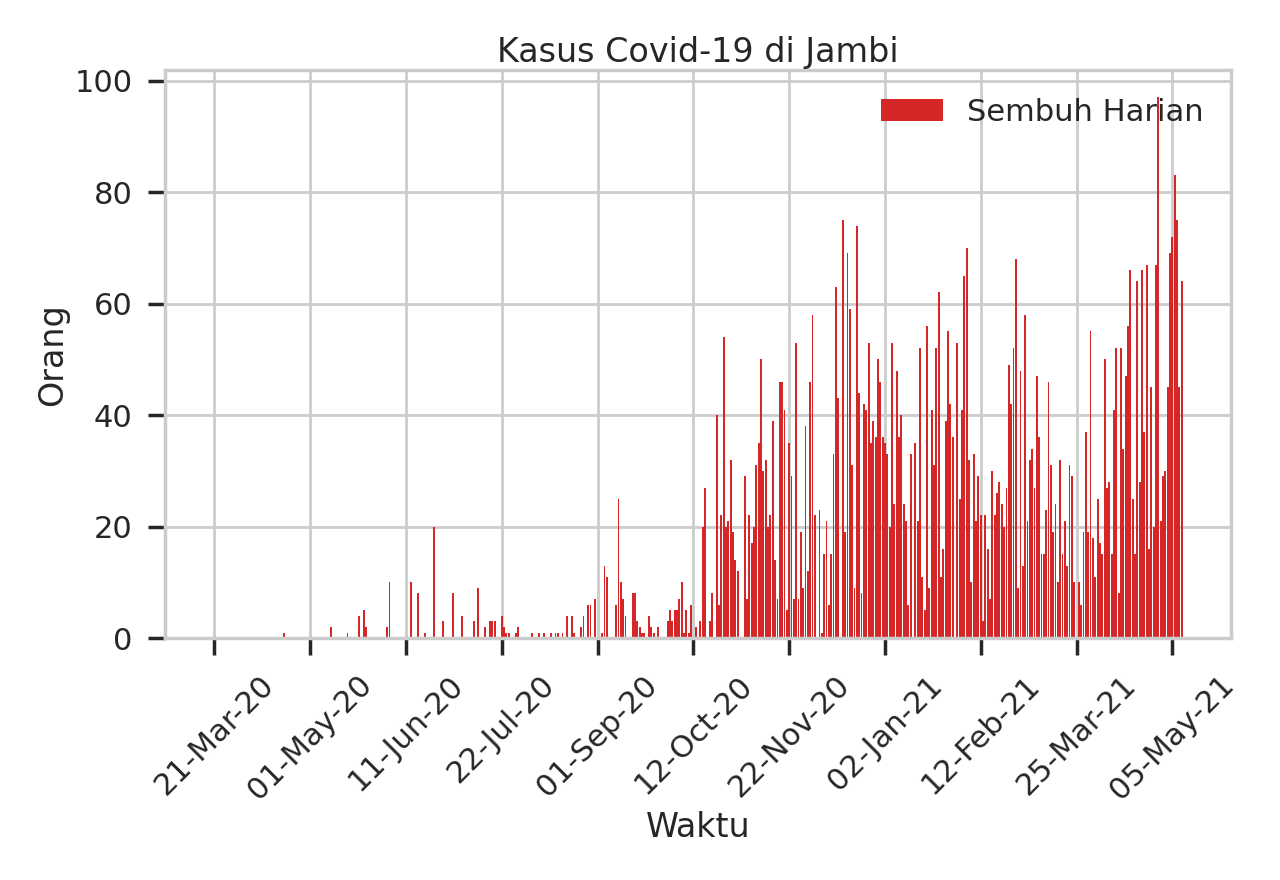 Kasus Covid-19 di Jambi
Sembuh Harian
Orang
100
80
60
40
20
0
21-Mar-20
01-May-20
11-Jun-20
22-Jul-20
01-Sep-20
12-Oct-20
22-Nov-20
02-Jan-21
12-Feb-21
25-Mar-21
05-May-21
Waktu